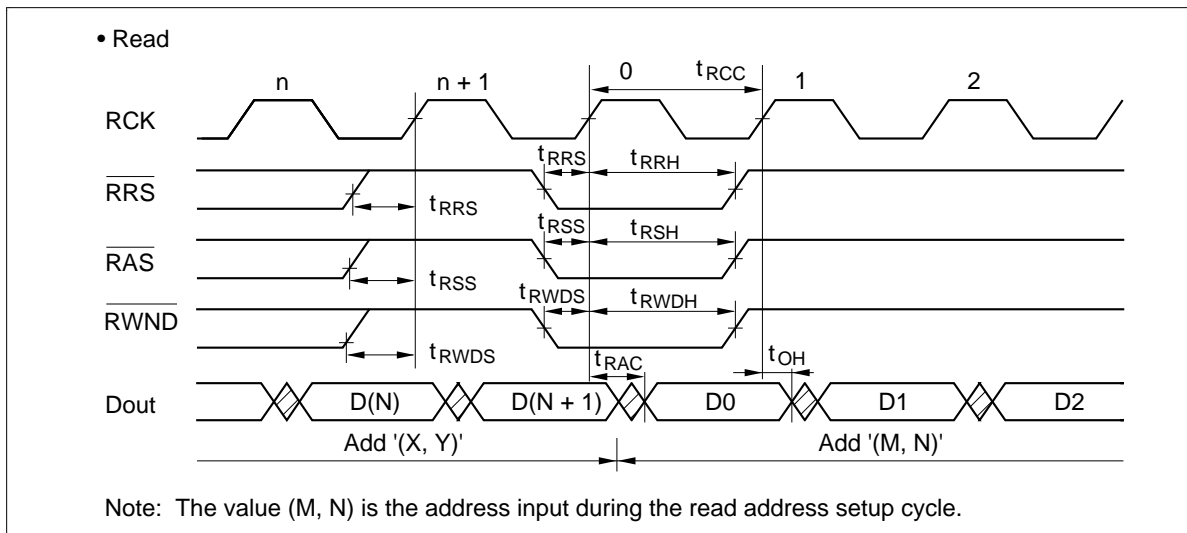 • Read
n n + 1 0 tRCC 1 2
RCK
tRRS tRRH
RRS
tRRS
tRSS tRSH
RAS
tRSS
tRWDS tRWDH
RWND
tRWDS
tRAC tOH
Dout D(N) D(N + 1) D0 D1 D2
Add '(X, Y)' Add '(M, N)'
Note: The value (M, N) is the address input during the read address setup cycle.